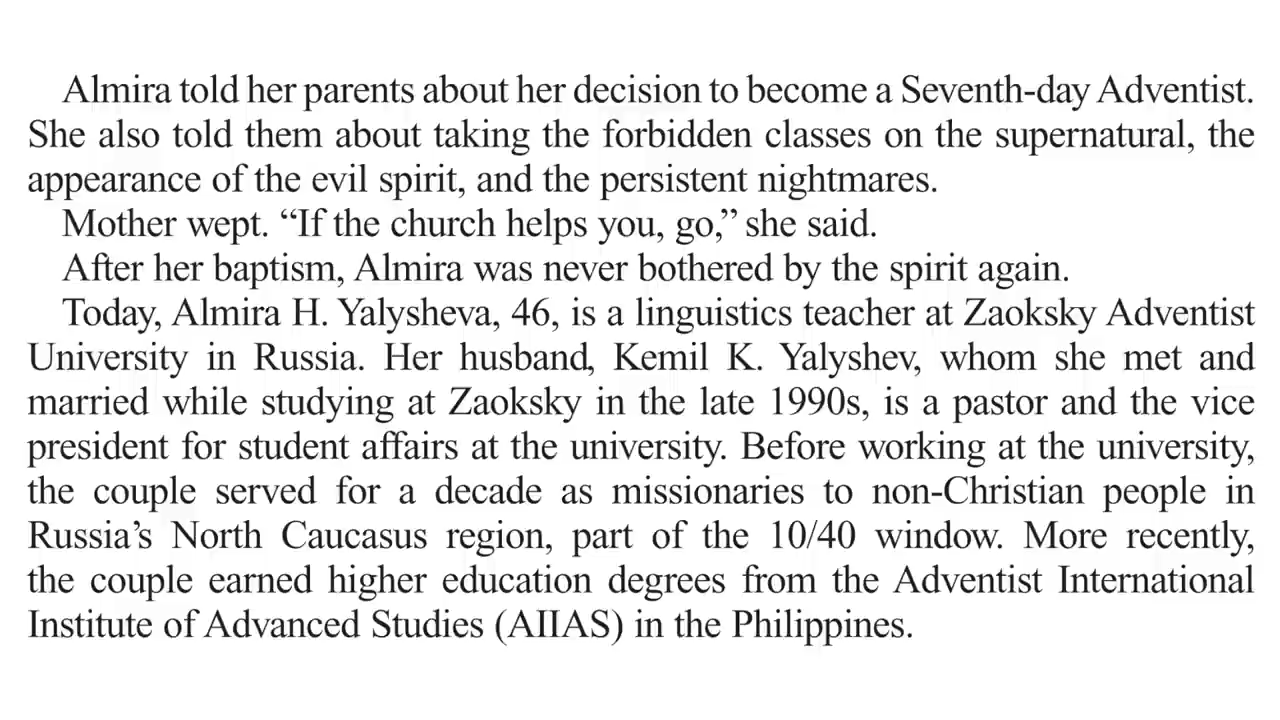 Almira told her parents about her decision to become a Seventh-day Adventist.
She also told them about taking the forbidden classes on the supernatural, the
appearance of the evil spirit, and the persistent nightmares.
Mother wept. “If the church helps you, go,” she said.
After her baptism, Almira was never bothered by the spirit again.
Today, Almira H. Yalysheva, 46, is a linguistics teacher at Zaoksky Adventist
University in Russia. Her husband, Kemil K. Yalyshev, whom she met and
married while studying at Zaoksky in the late 1990s, is a pastor and the vice
president for student affairs at the university. Before working at the university,
the couple served for a decade as missionaries to non-Christian people in
Russia’s North Caucasus region, part of the 10/40 window. More recently,
the couple earned higher education degrees from the Adventist International
Institute of Advanced Studies (AIIAS) in the Philippines.